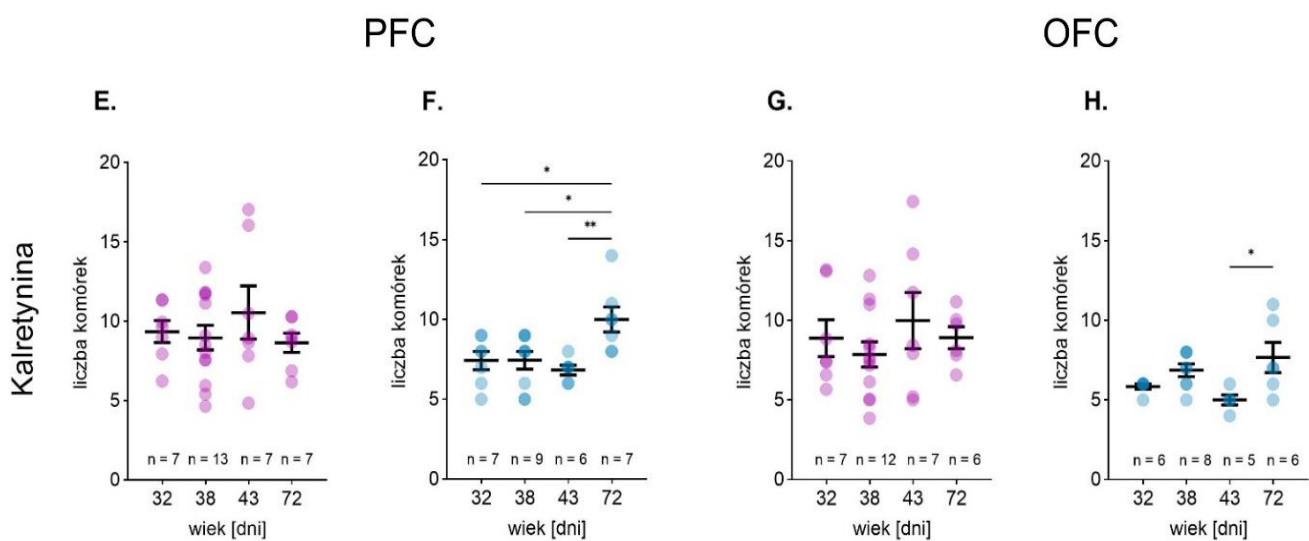 PFC OFC
E. F. G. H.
Kalretynina
liczba komórek
20
15
10
5
0
n = 7 n = 13 n = 7 n = 7
32 38 43 72
wiek [dni]
liczba komórek
20
15
10
5
0
*
*
**
n = 7 n = 9 n = 6 n = 7
32 38 43 72
wiek [dni]
liczba komórek
20
15
10
5
0
n = 7 n = 12 n = 7 n = 6
32 38 43 72
wiek [dni]
liczba komórek
20
15
10
5
0
*
n = 6 n = 8 n = 5 n = 6
32 38 43 72
wiek [dni]